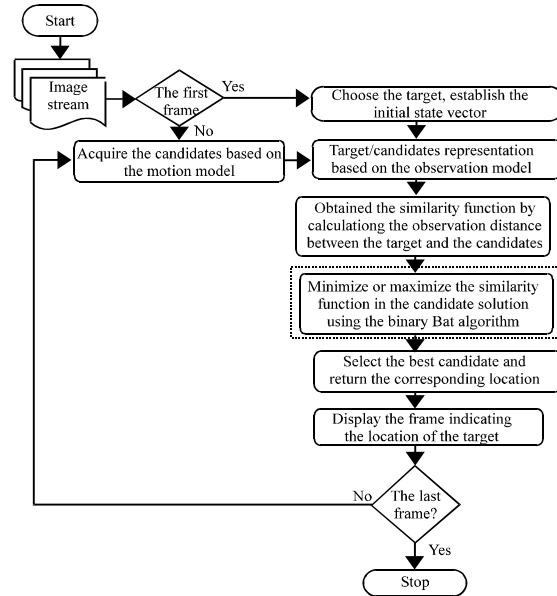 Start
Image
stream
The first
frame
Yes
No
Choose the target, establish the
initial state vector
Acquire the candidates based on
the motion model
Target/candidates representation
based on the observation model
Obtained the similarity function by
calculationg the observation distance
between the target and the candidates
Minimize or maximize the similarity
function in the candidate solution
using the binary Bat algorithm
Select the best candidate and
return the corresponding location
Display the frame indicating
the location of the target
No
The last
frame?
Yes
Stop